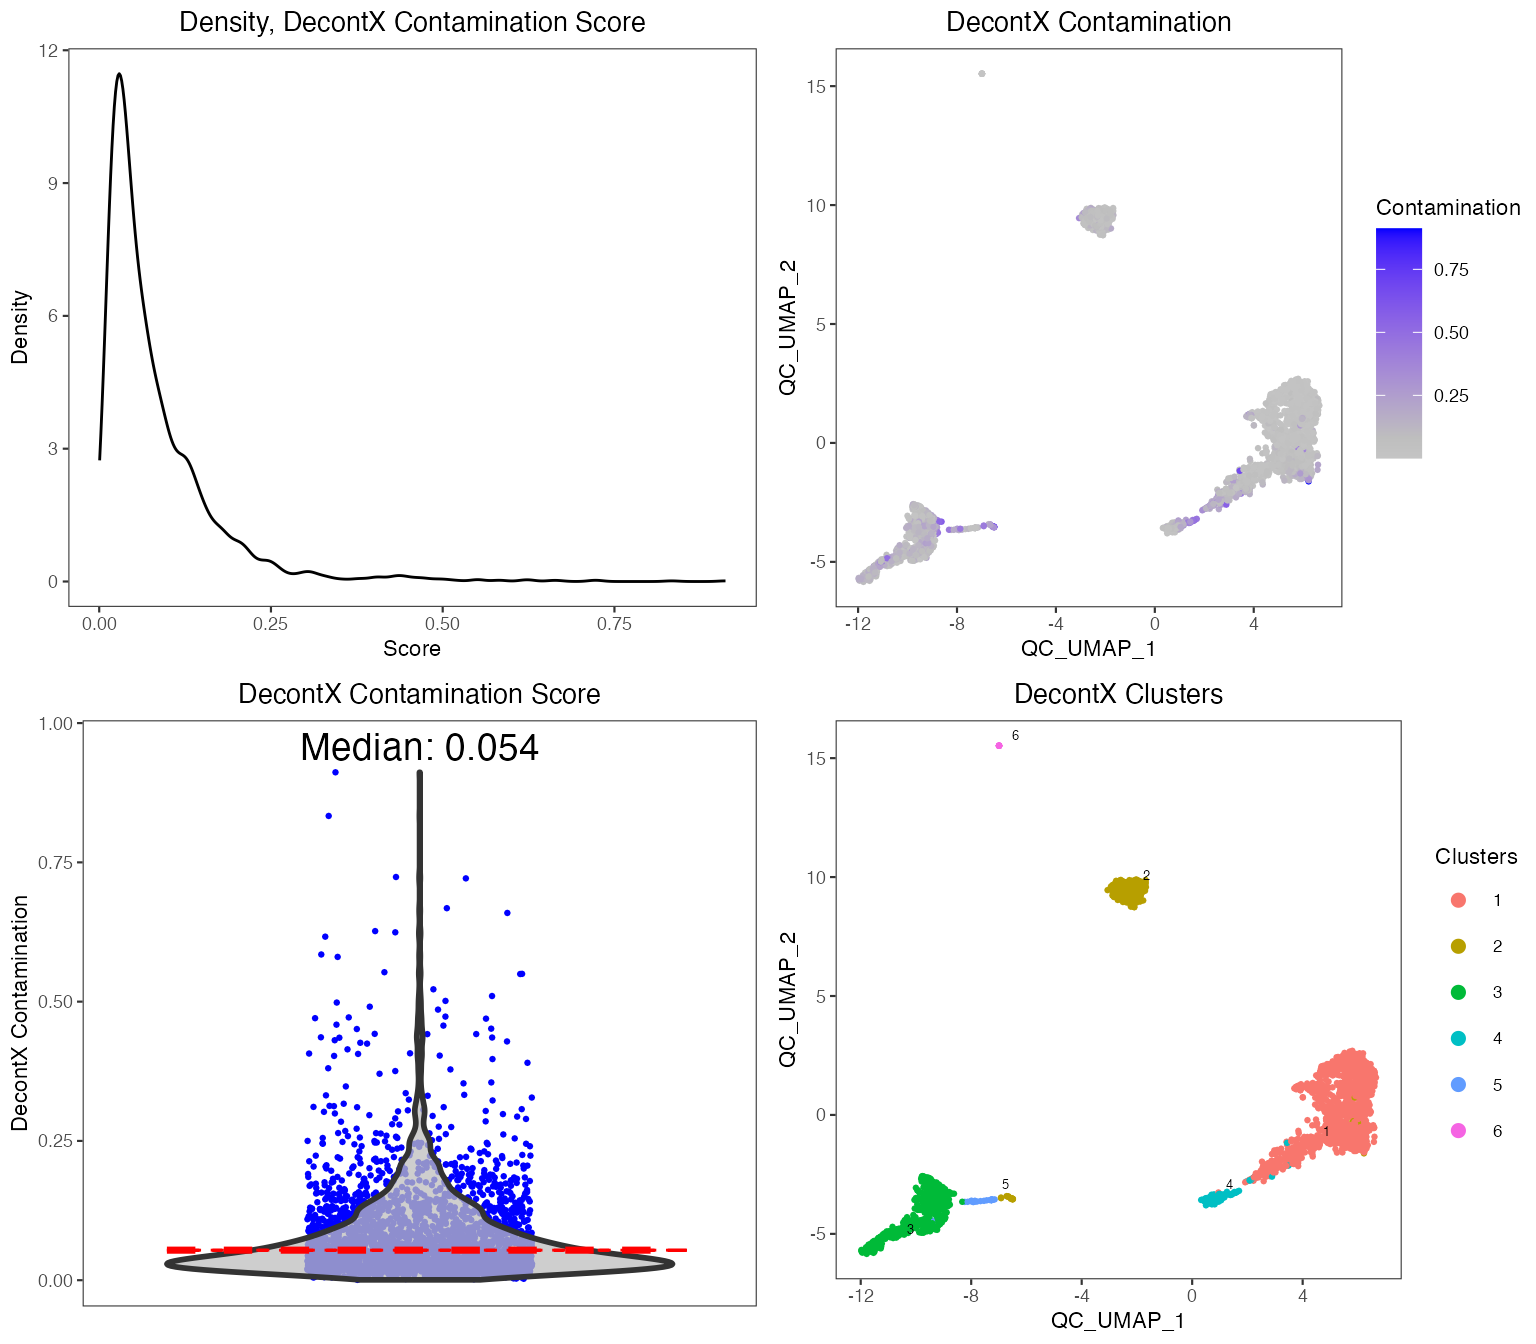 Density, DecontX Contamination Score
12
9
6
3
0
Density
0.00 0.25 0.50 0.75
Score
DecontX Contamination
15
10
5
0
-5
QC_UMAP_2
-12 -8 -4 0 4
QC_UMAP_1
Contamination
0.75
0.50
0.25
DecontX Contamination Score
Median: 0.054
1.00
0.75
0.50
0.25
0.00
DecontX Contamination
DecontX Clusters
15
10
5
0
-5
QC_UMAP_2
6
2
1
4
5
3
-12 -8 -4 0 4
QC_UMAP_1
Clusters
1
2
3
4
5
6